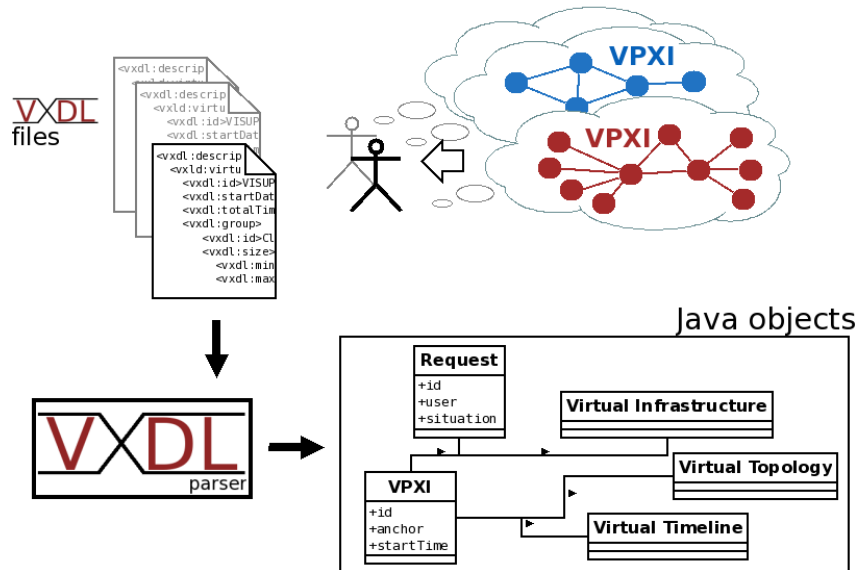 VXDL
files
<vxdl:descrip
<vxdl:descrip
<vxdl:virtu
<vxdl:id>VISUP
<vxdl:startDat
<vxdl:descrip
<vxld:virtu
<vxdl:id>VISUP
<vxdl:startDat
<vxdl:totalTim
<vxdl:group>
<vxdl:id>Cl
<vxdl:size>
<vxdl:min
<vxdl:max
VPXI
VPXI
Java objects
VXDL
parser
Request
+id
+user
+situation
Virtual Infrastructure
VPXI
+id
+anchor
+startTime
Virtual Topology
Virtual Timeline